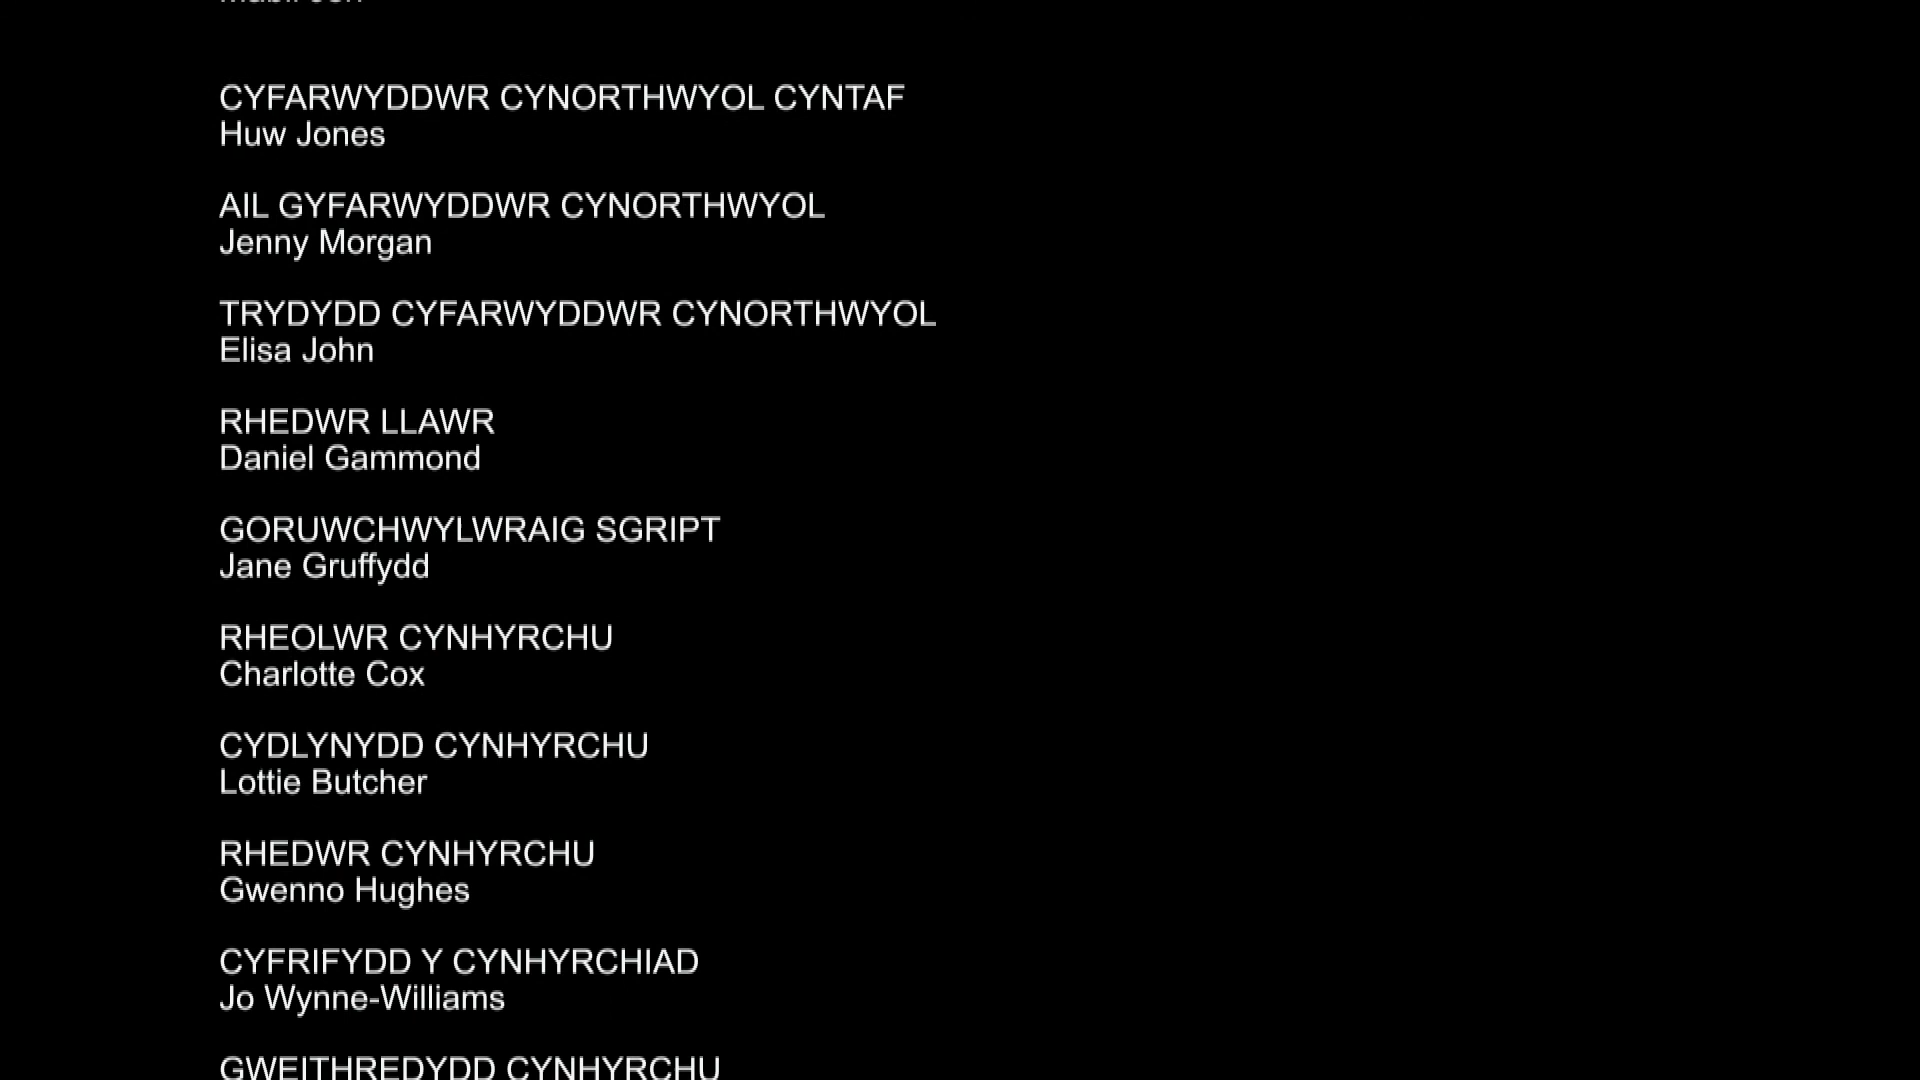 CYFARWYDDWR CYNORTHWYOL CYNTAF
Huw Jones
AIL GYFARWYDDWR CYNORTHWYOL
Jenny Morgan
TRYDYDD CYFARWYDDWR CYNORTHWYOL
Elisa John
RHEDWR LLAWR
Daniel Gammond
GORUWCHWYLWRAIG SGRIPT
Jane Gruffydd
RHEOLWR CYNHYRCHU
Charlotte Cox
CYDLYNYDD CYNHYRCHU
Lottie Butcher
RHEDWR CYNHYRCHU
Gwenno Hughes
CYFRIFYDD Y CYNHYRCHIAD
Jo Wynne-Williams
GWEITHREDYDD CYNHYRCHU